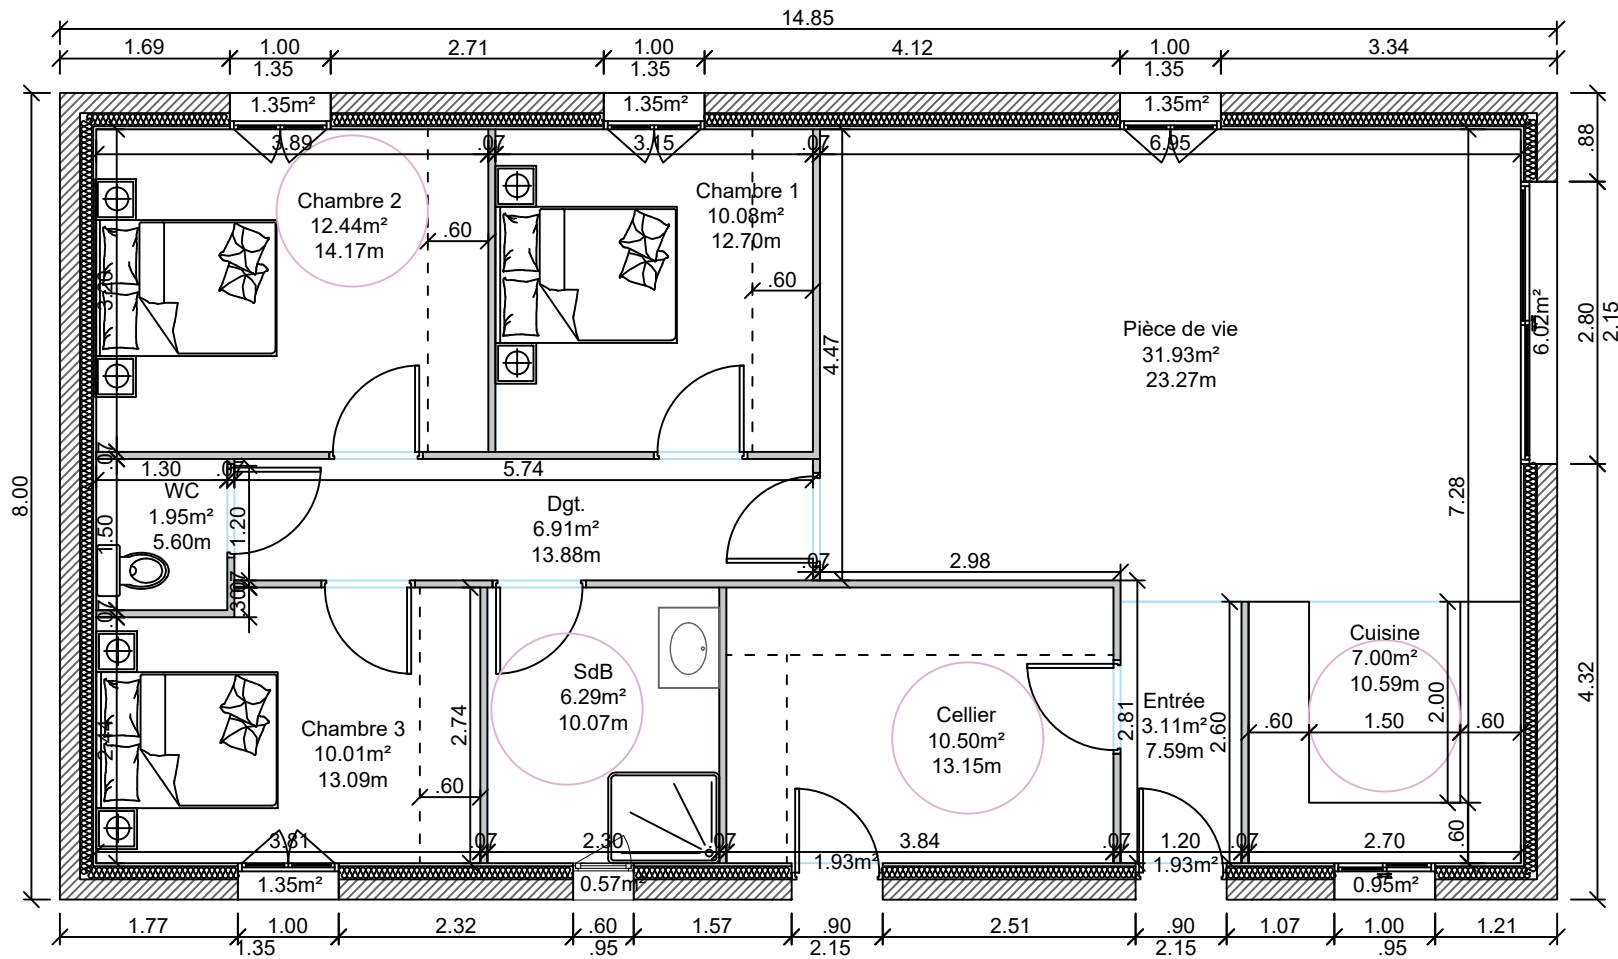 14.85
1.69 1.00 2.71 1.00 4.12 1.00 3.34
1.35 1.35 1.35
1.35m² 1.35m² 1.35m²
3.89 .07 3.15 .07 6.95
.88
Chambre 2
12.44m²
14.17m
.60
Chambre 1
10.08m²
12.70m
.60
4.47
Pièce de vie
31.93m²
23.27m
6.02m²
2.80
2.15
8.00
.07
1.30 .07 5.74
WC
1.95m²
5.60m
1.50
1.20
Dgt.
6.91m²
13.88m
7.28
.07 2.98
.07
.30
.07
Chambre 3
10.01m²
13.09m
2.74
.60
SdB
6.29m²
10.07m
Cellier
10.50m²
13.15m
2.81
Entrée
3.11m²
7.59m
2.60
Cuisine
7.00m²
10.59m
2.00
.60 1.50 .60
4.32
3.81 .07 2.30 .07 3.84 .07 1.20 .07 2.70
.60
1.35m² 0.57m² 1.93m² 1.93m² 0.95m²
1.77 1.00 2.32 .60 1.57 .90 2.51 .90 1.07 1.00 1.21
1.35 .95 2.15 2.15 .95